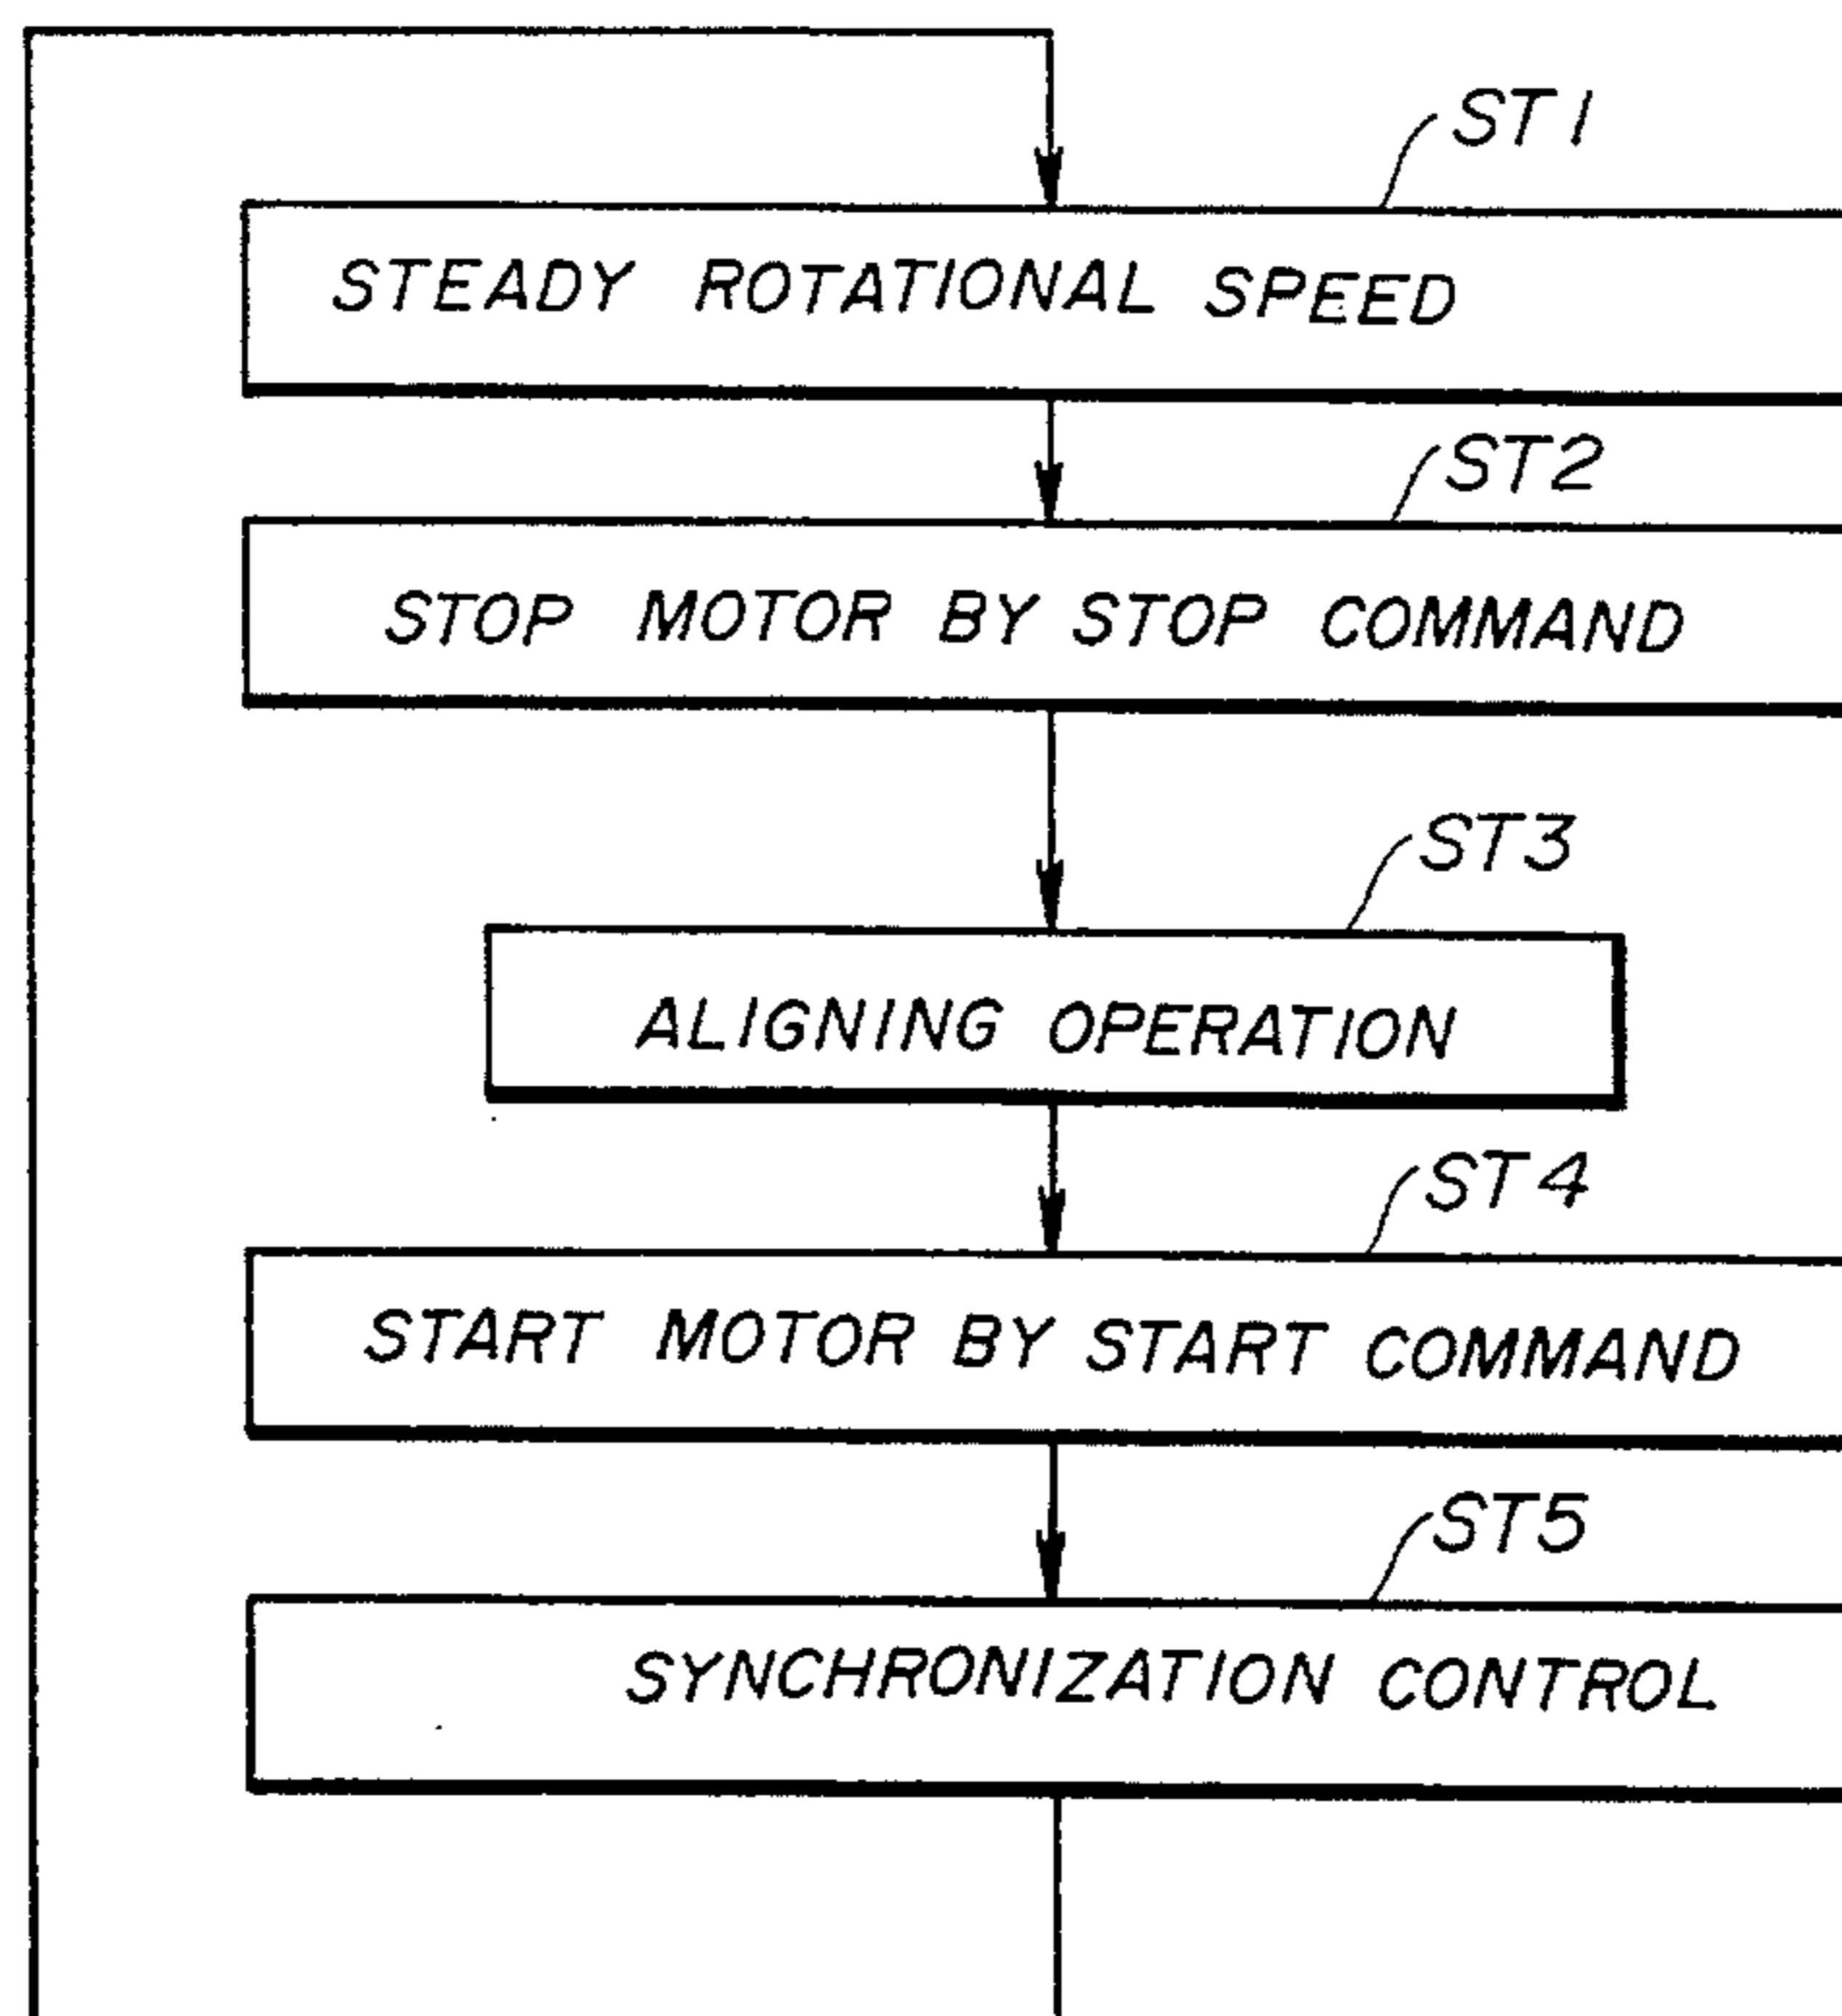 ST1
STEADY ROTATIONAL SPEED
ST2
STOP MOTOR BY STOP COMMAND
ST3
ALIGNING OPERATION
ST4
START MOTOR BY START COMMAND
ST5
SYNCHRONIZATION CONTROL